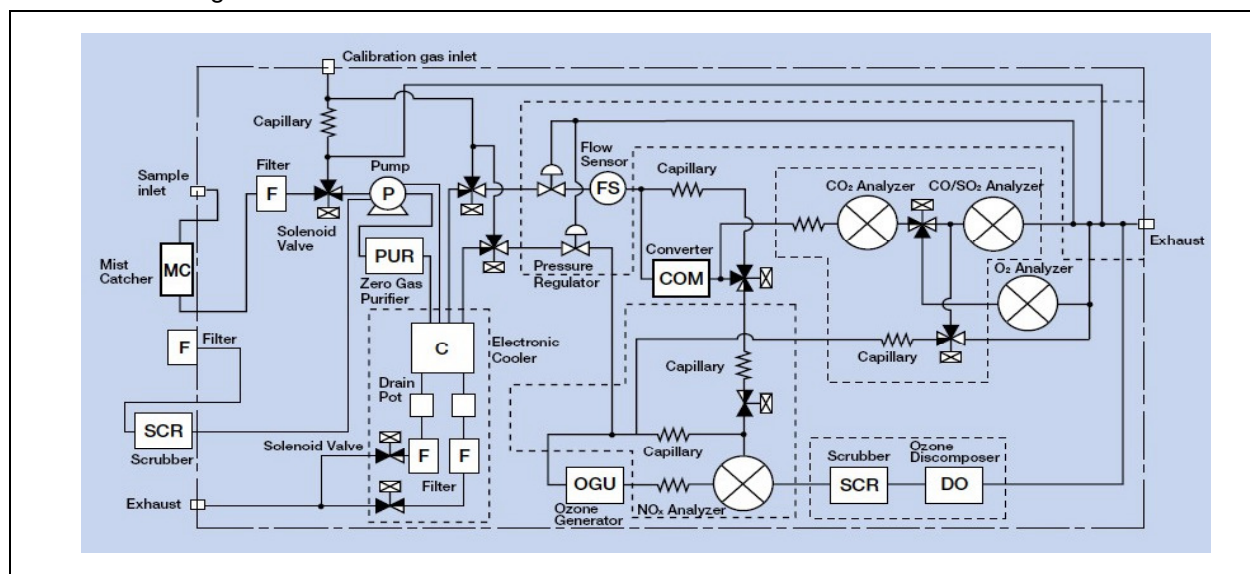 Calibration gas inlet
Capillary
Sample
inlet
Filter
F
Pump
P
Solenoid
Valve
Mist
Catcher
MC
PUR
Zero Gas
Purifier
Flow
Sensor
FS
Capillary
CO₂ Analyzer
CO/SO₂ Analyzer
Exhaust
Converter
COM
Pressure
Regulator
O₂ Analyzer
F
Filter
C
Electronic
Cooler
Capillary
Capillary
Drain
Pot
SCR
Scrubber
Solenoid Valve
F
F
Filter
Capillary
OGU
Ozone
Generator
NOx Analyzer
Scrubber
SCR
Ozone
Discomposer
DO
Exhaust